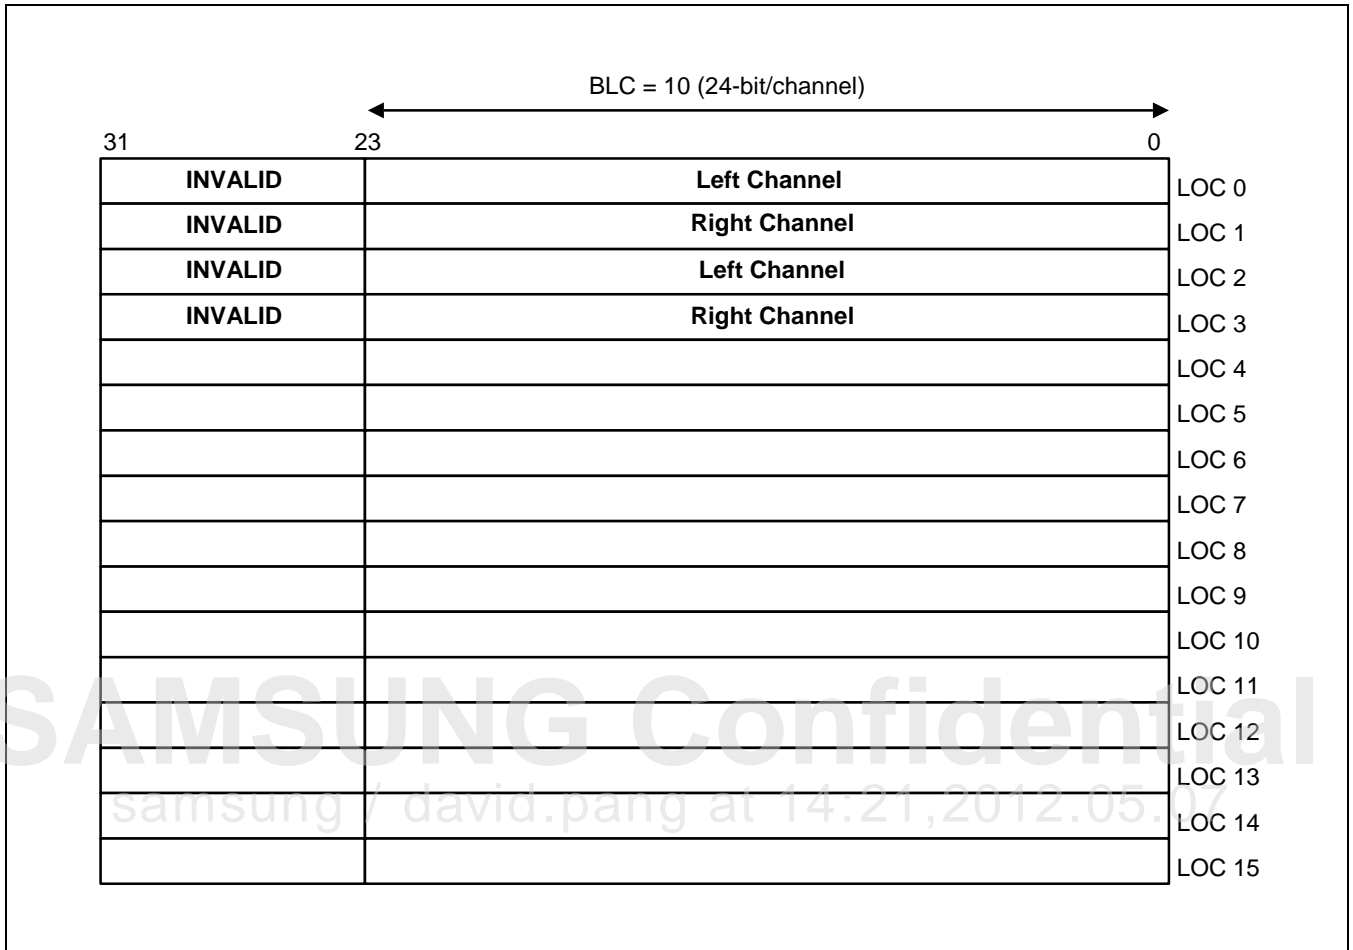 BLC = 10 (24-bit/channel)
31 23 0
INVALID Left Channel LOC 0
INVALID Right Channel LOC 1
INVALID Left Channel LOC 2
INVALID Right Channel LOC 3
LOC 4
LOC 5
LOC 6
LOC 7
LOC 8
LOC 9
LOC 10
LOC 11
SAMSUNG Confidential
LOC 12
LOC 13
samsung / david.pang at 14:21,2012.05.07
LOC 14
LOC 15